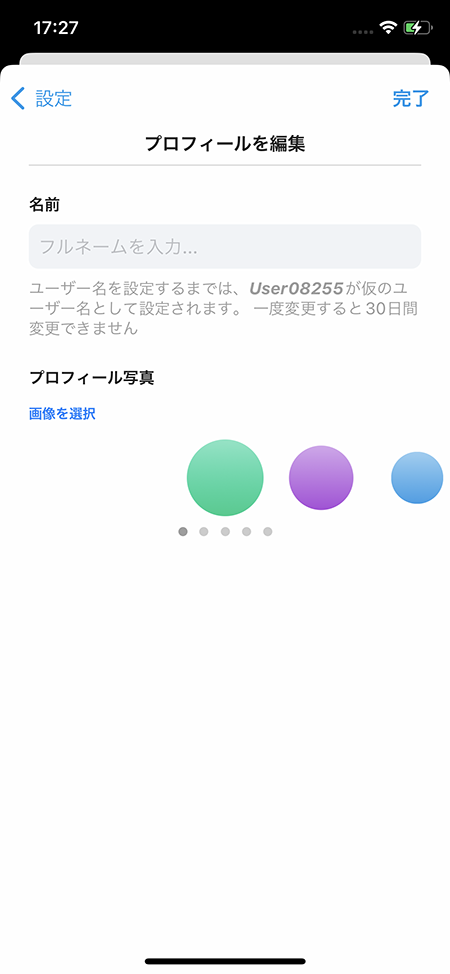 17:27
設定
完了
プロフィールを編集
名前
フルネームを入力...
ユーザー名を設定するまでは、User08255が仮のユ
ーザー名として設定されます。 一度変更すると30日間
変更できません
プロフィール写真
画像を選択